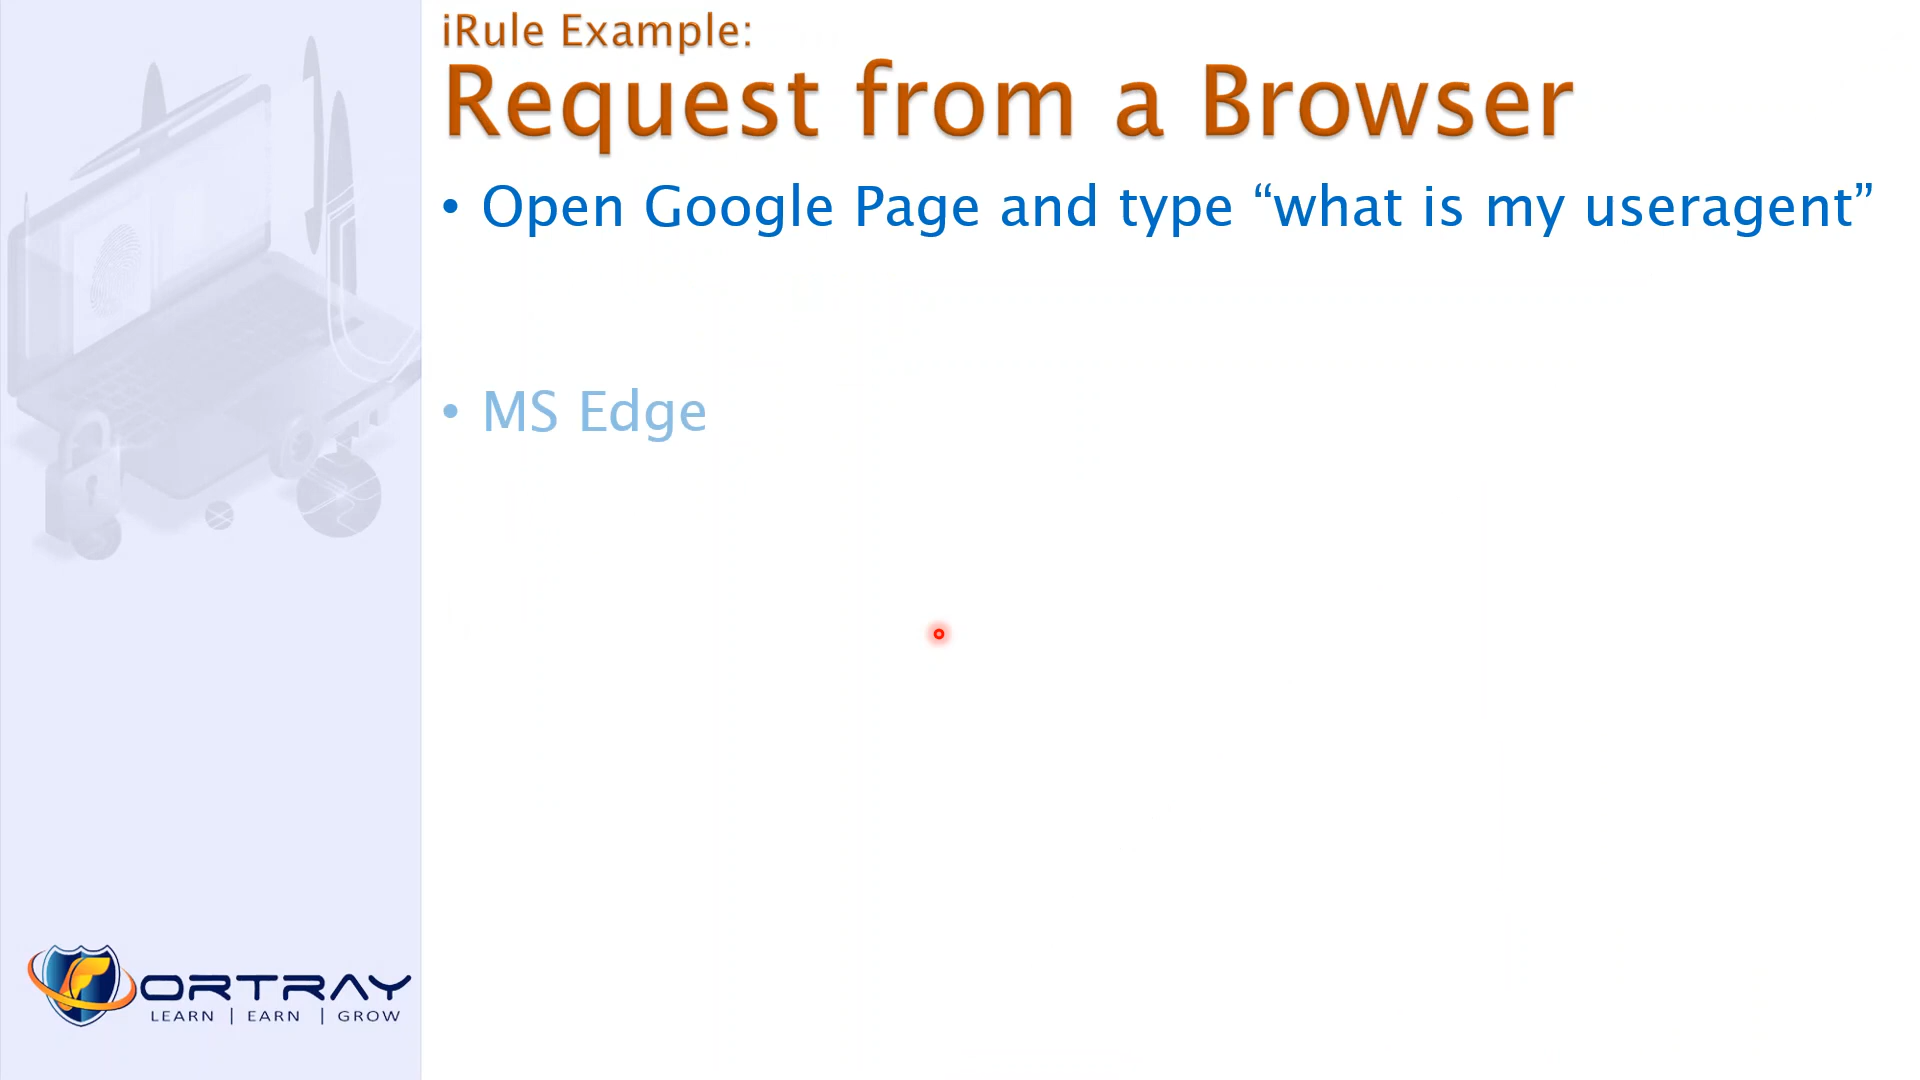 iRule Example:
Request from a Browser
• Open Google Page and type “what is my useragent”
• MS Edge
ORTRAY
LEARN | EARN | GROW